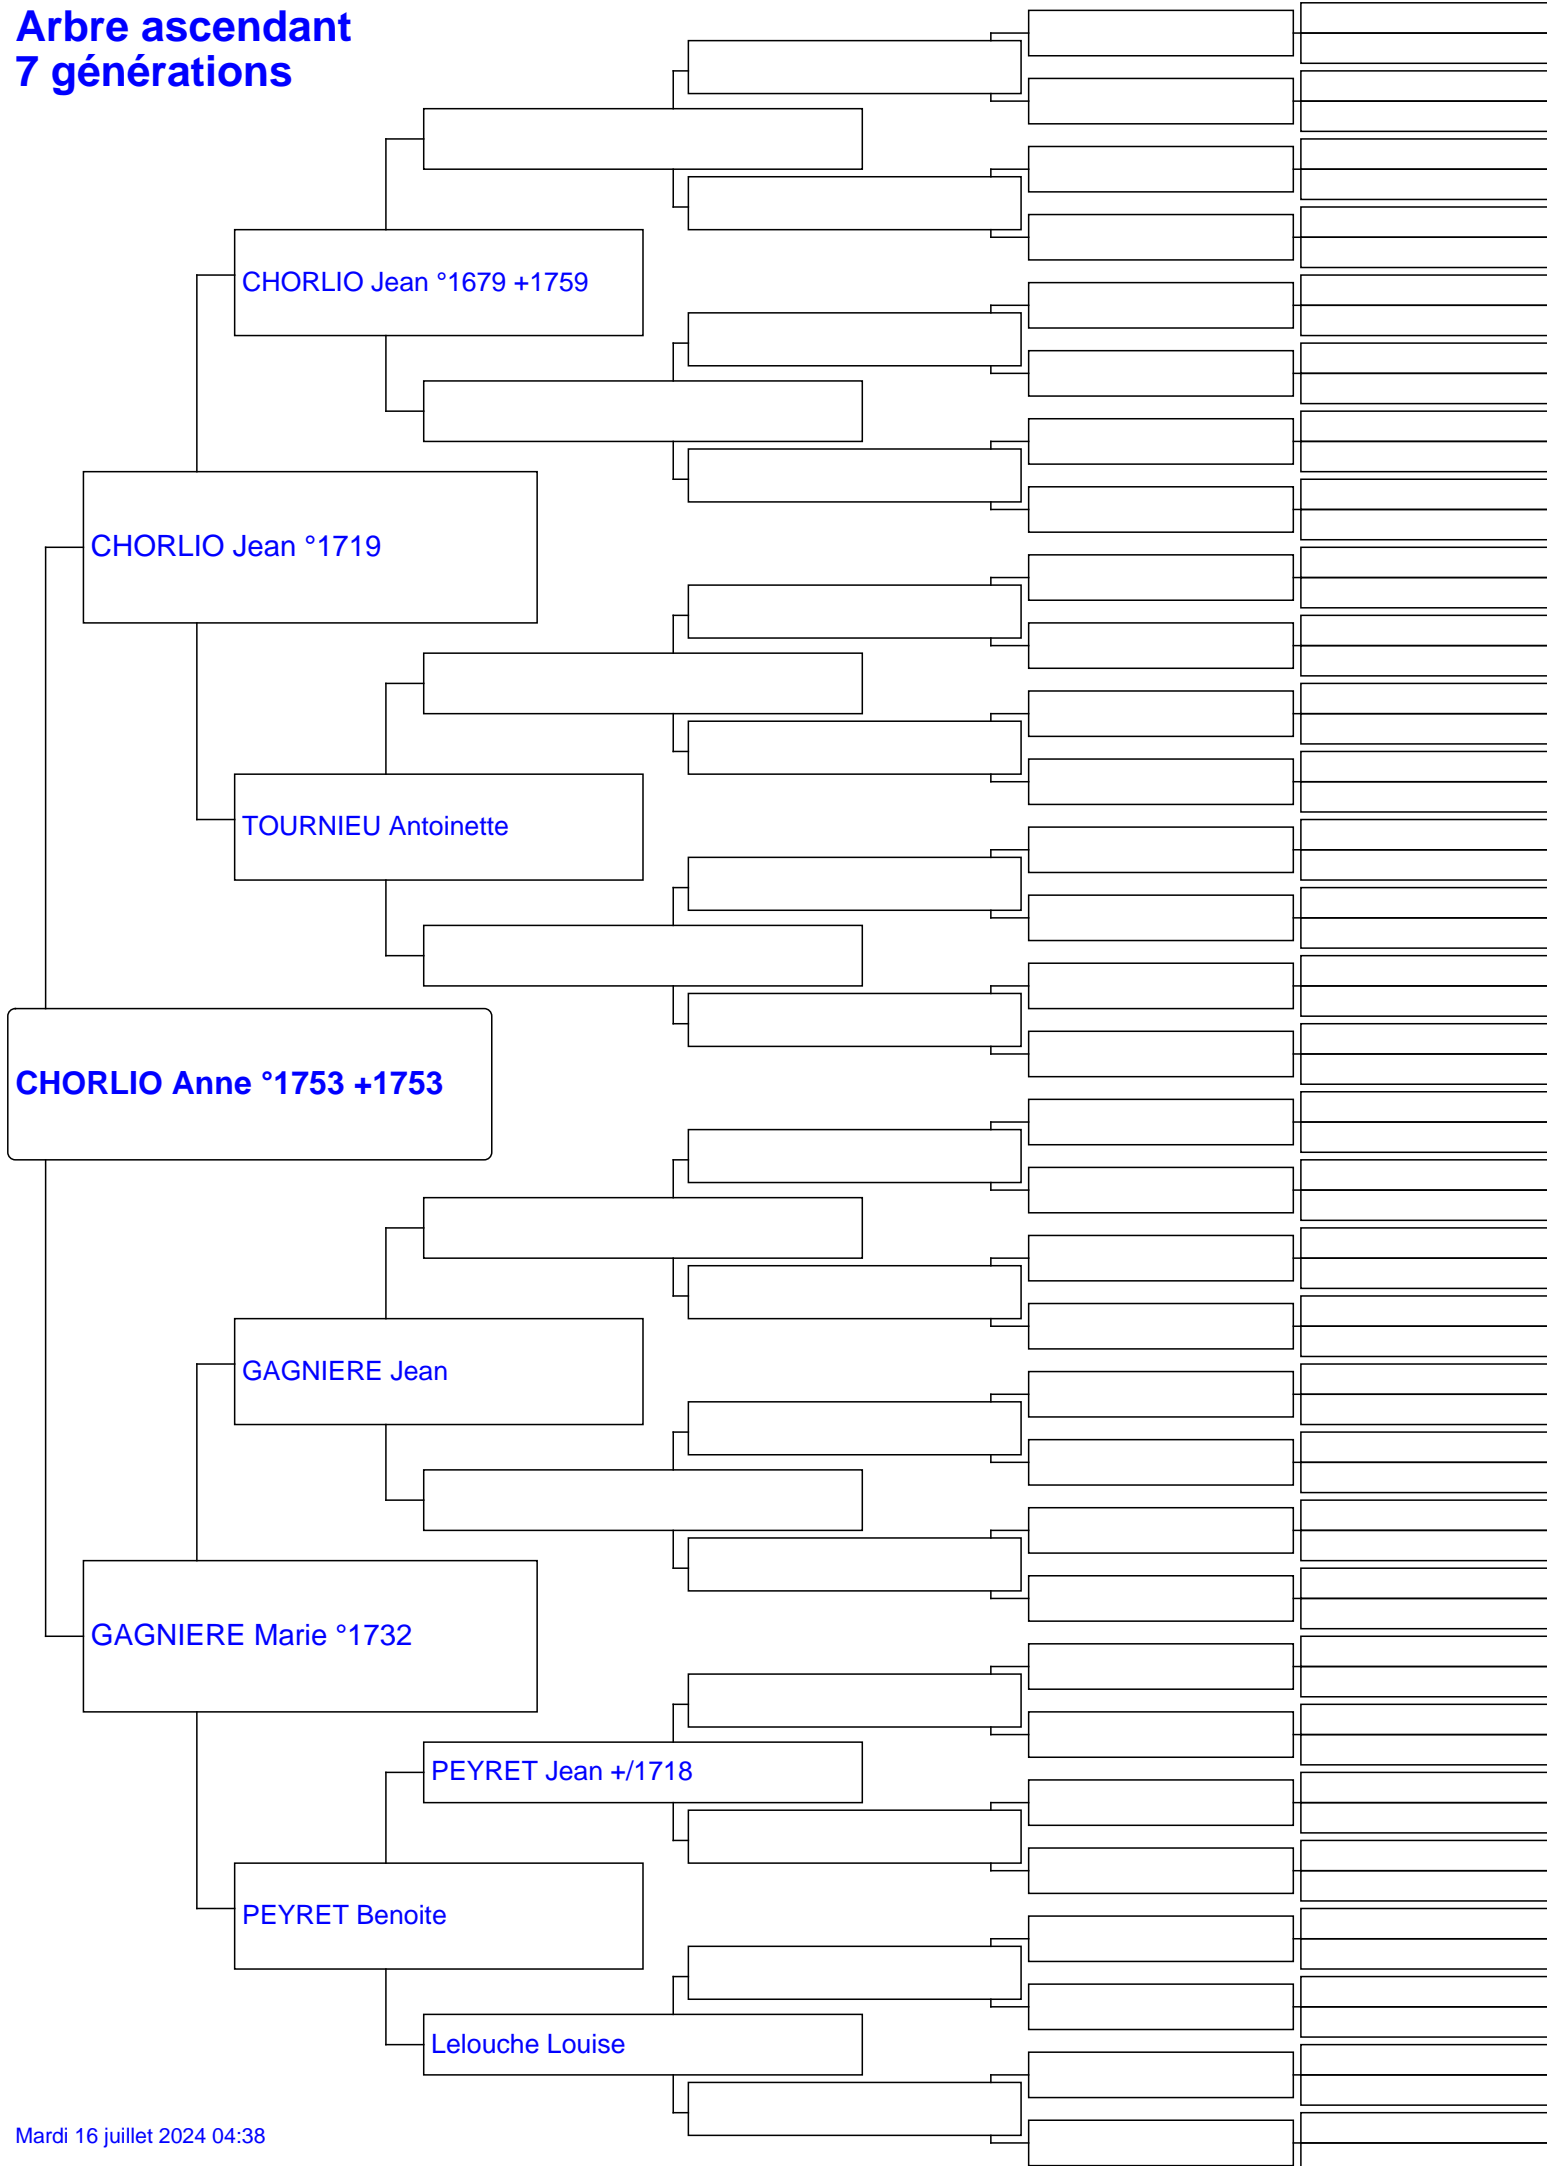 Arbre ascendant
7 générations
CHORLIO Jean °1679 +1759
CHORLIO Jean °1719
TOURNIEU Antoinette
CHORLIO Anne °1753 +1753
GAGNIERE Jean
GAGNIERE Marie °1732
PEYRET Jean +/1718
PEYRET Benoite
Lelouche Louise
Mardi 16 juillet 2024 04:38